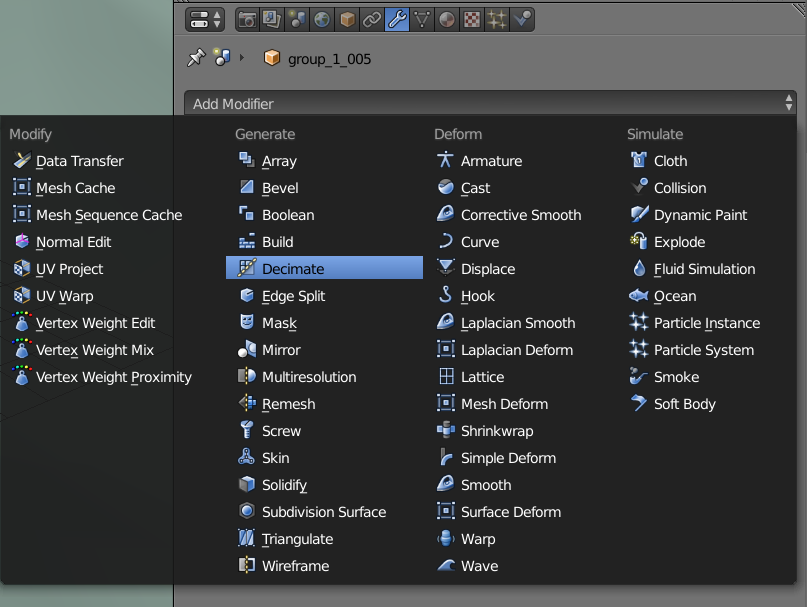 group_1_005
Add Modifier
Modify
Data Transfer
Mesh Cache
Mesh Sequence Cache
Normal Edit
UV Project
UV Warp
Vertex Weight Edit
Vertex Weight Mix
Vertex Weight Proximity
Generate
Array
Bevel
Boolean
Build
Decimate
Edge Split
Mask
Mirror
Multiresolution
Remesh
Screw
Skin
Solidify
Subdivision Surface
Triangulate
Wireframe
Deform
Armature
Cast
Corrective Smooth
Curve
Displace
Hook
Laplacian Smooth
Laplacian Deform
Lattice
Mesh Deform
Shrinkwrap
Simple Deform
Smooth
Surface Deform
Warp
Wave
Simulate
Cloth
Collision
Dynamic Paint
Explode
Fluid Simulation
Ocean
Particle Instance
Particle System
Smoke
Soft Body